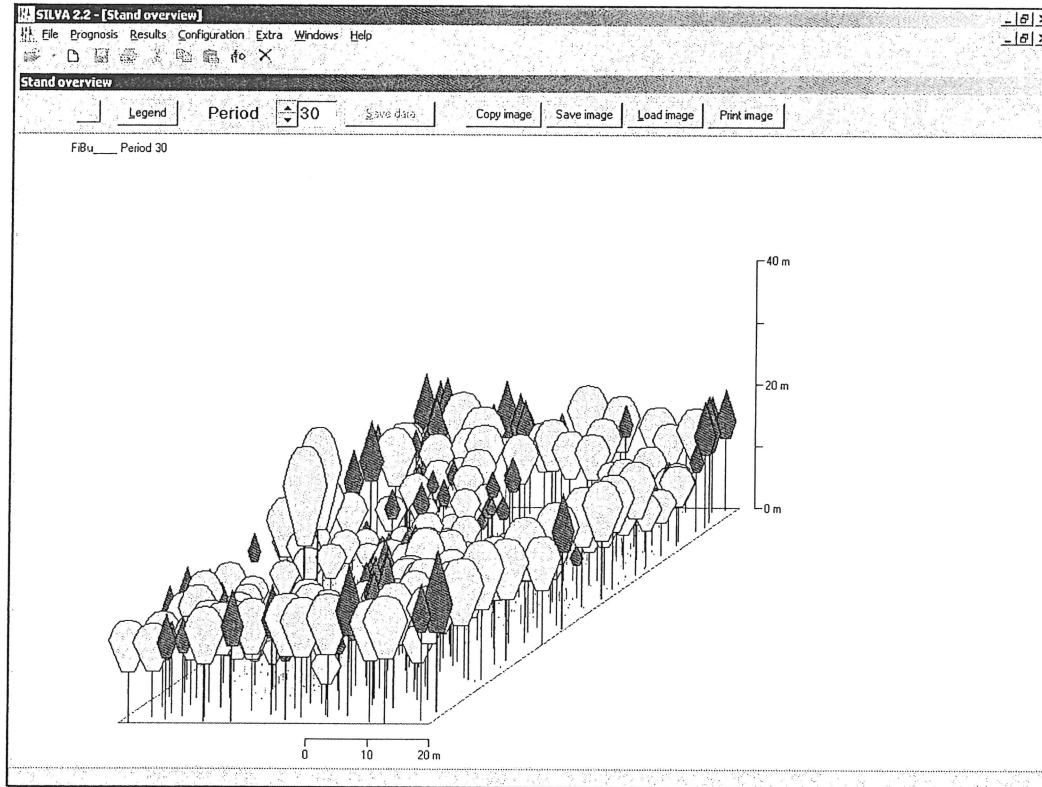 SILVA 2.2 - [Stand overview]
File Prognosis Results Configuration Extra Windows Help
Stand overview
Legend Period 30 Save data Copy image Save image Load image Print image
FiBu____ Period 30
40 m
20 m
0 m
0 10 20 m